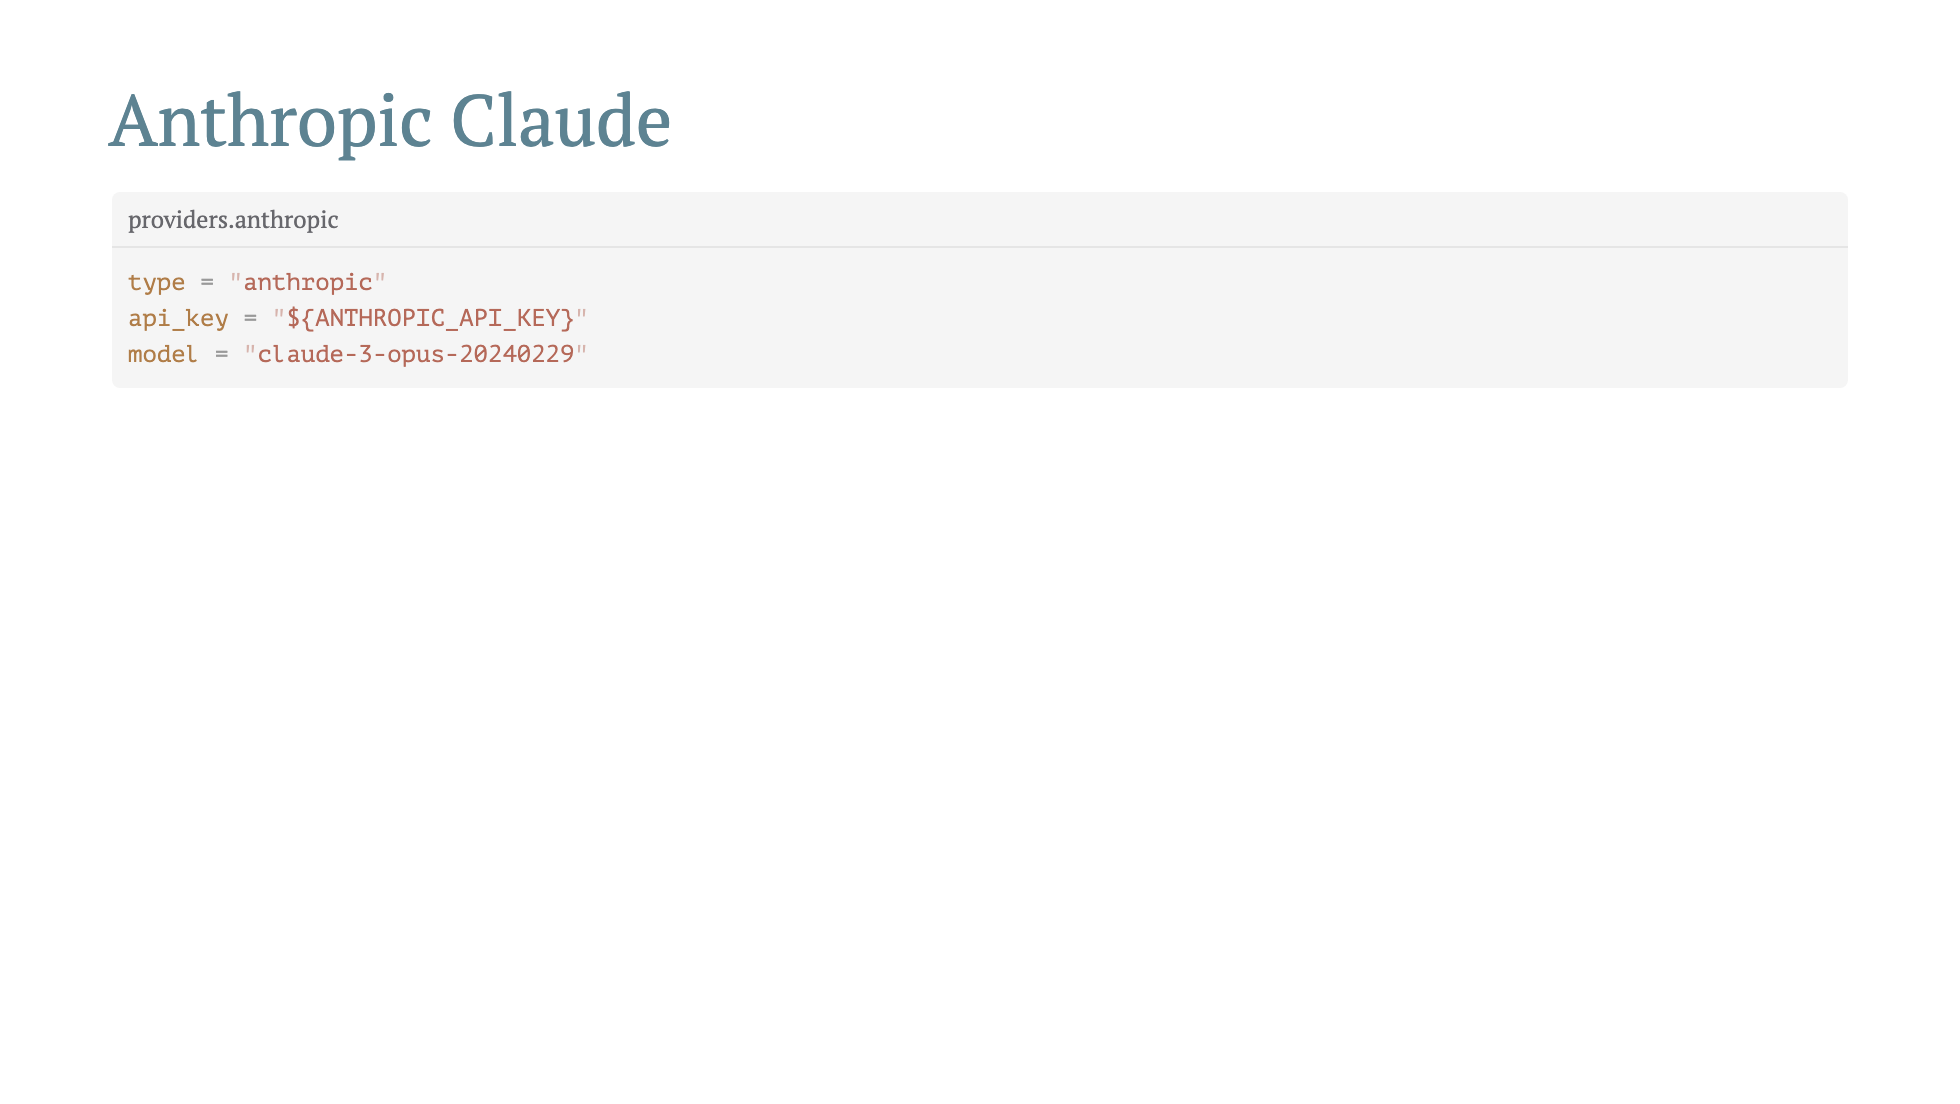 Anthropic Claude
providers.anthropic
type = "anthropic"
api_key = "${ANTHROPIC_API_KEY}"
model = "claude-3-opus-20240229"